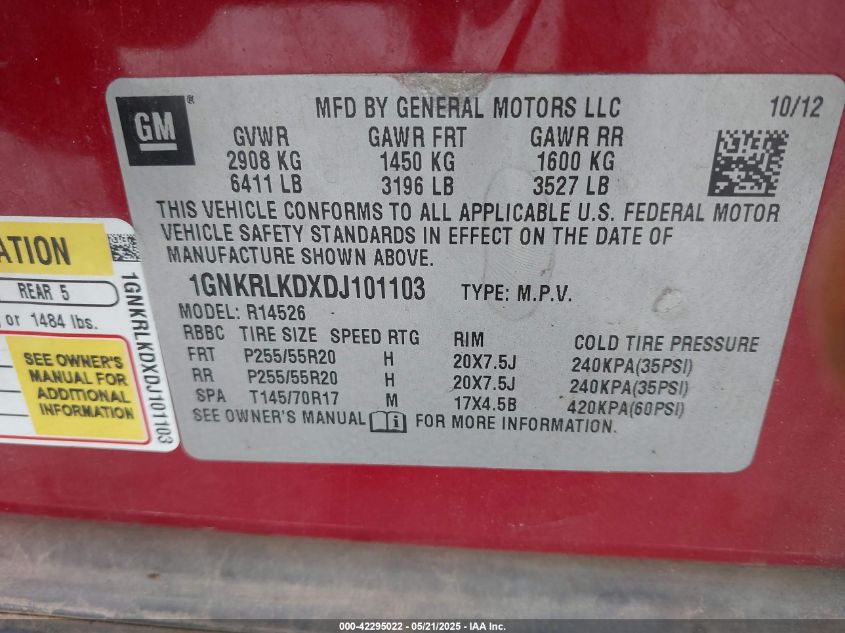 GM ®
MFD BY GENERAL MOTORS LLC 10/12
GVWR GAWR FRT GAWR RR
2908 KG 1450 KG 1600 KG
6411 LB 3196 LB 3527 LB
THIS VEHICLE CONFORMS TO ALL APPLICABLE U.S. FEDERAL MOTOR
VEHICLE SAFETY STANDARDS IN EFFECT ON THE DATE OF
MANUFACTURE SHOWN ABOVE.
1GNKRLKDXDJ101103 TYPE: M.P.V.
MODEL: R14526
RBBC TIRE SIZE SPEED RTG RIM COLD TIRE PRESSURE
FRT P255/55R20 H 20X7.5J 240KPA(35PSI)
RR P255/55R20 H 20X7.5J 240KPA(35PSI)
SPA T145/70R17 M 17X4.5B 420KPA(60PSI)
SEE OWNER'S MANUAL FOR MORE INFORMATION.
REAR 5
or 1484 lbs.
SEE OWNER'S
MANUAL FOR
ADDITIONAL
INFORMATION
1GNKRLKDXDJ101103
000-42295022 - 05/21/2025 - IAA Inc.